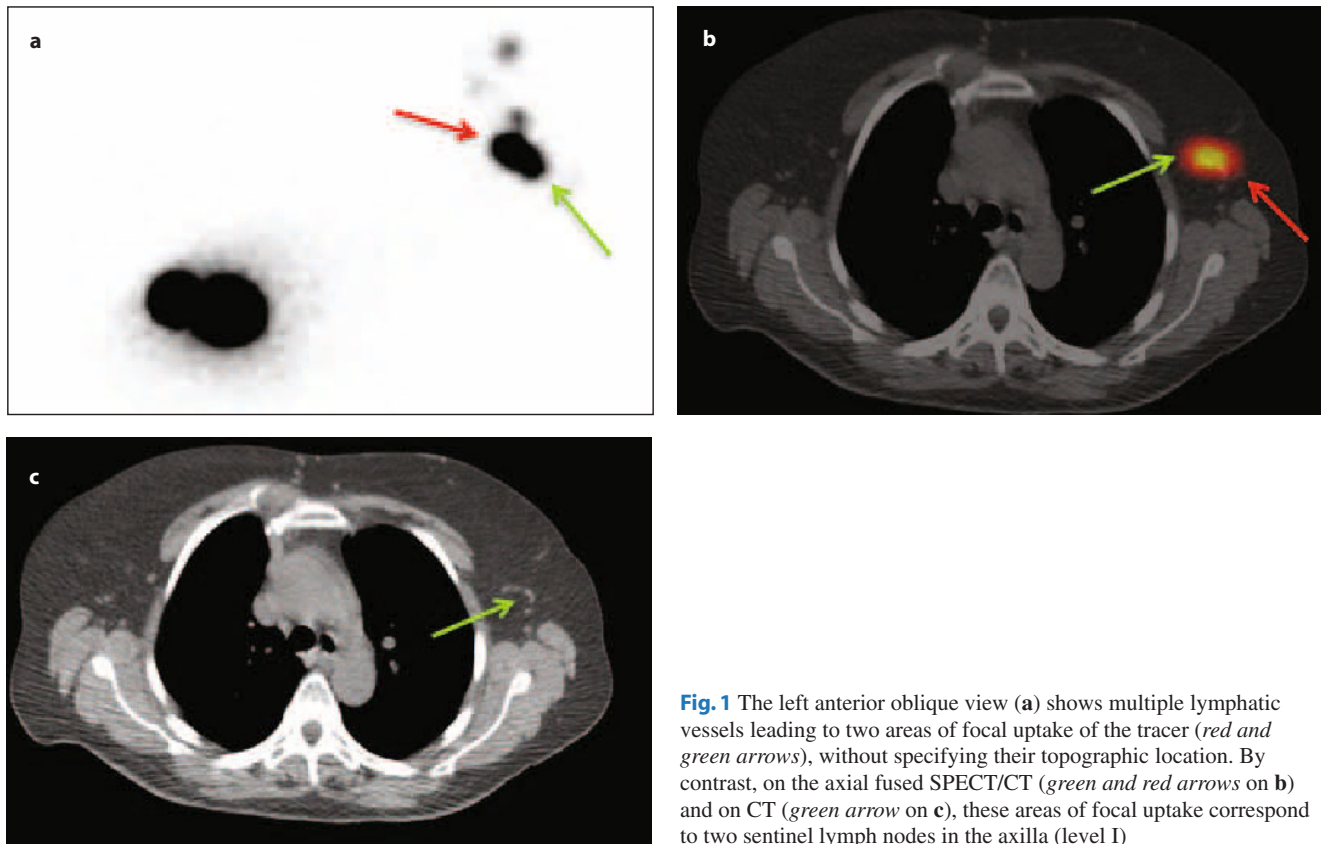 a
b
c
Fig. 1 The left anterior oblique view (a) shows multiple lymphatic
vessels leading to two areas of focal uptake of the tracer (red and
green arrows), without specifying their topographic location. By
contrast, on the axial fused SPECT/CT (green and red arrows on b)
and on CT (green arrow on c), these areas of focal uptake correspond
to two sentinel lymph nodes in the axilla (level I)